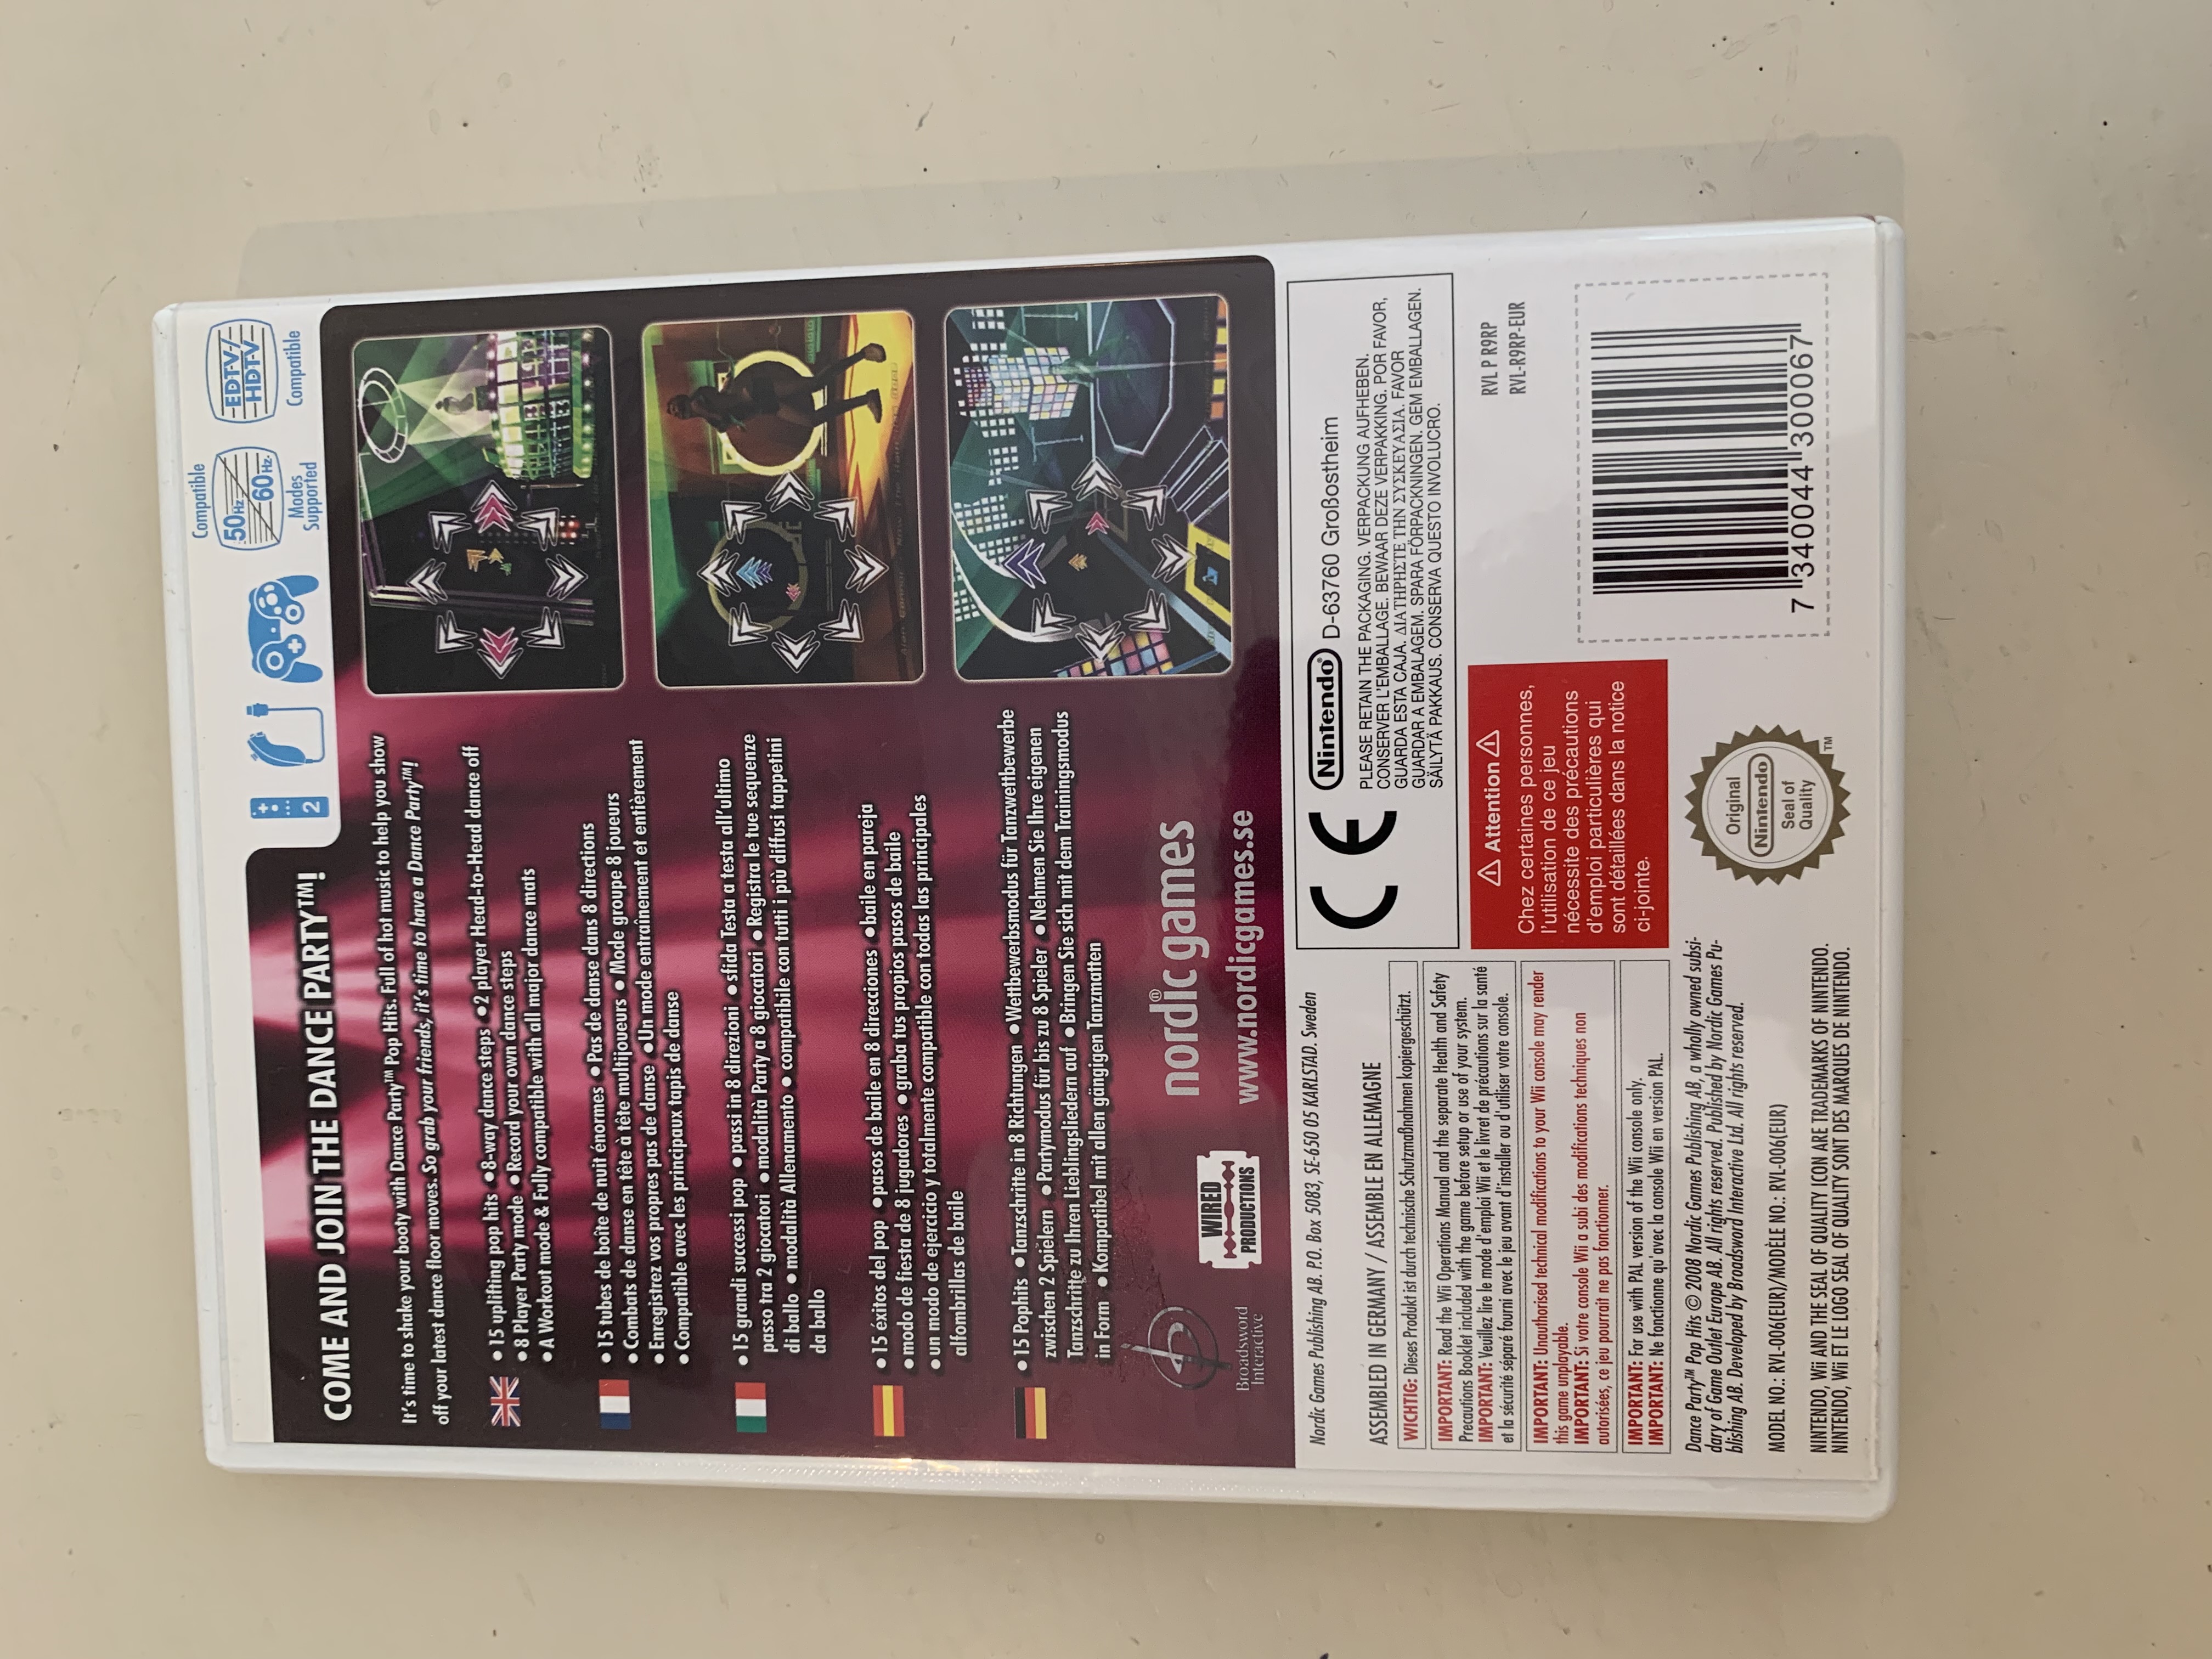 Compatible
50Hz
60Hz
Modes
Supported
EDTV/
HDTV
Compatible
2
COME AND JOIN THE DANCE PARTY™!
It's time to shake your booty with Dance Party™ Pop Hits. Full of hot music to help you show
off your latest dance floor moves. So grab your friends, it's time to have a Dance Party™!
• 15 uplifting pop hits • 8-way dance steps • 2 player Head-to-Head dance off
• 8 Player Party mode • Record your own dance steps
• A Workout mode & Fully compatible with all major dance mats
• 15 tubes de boîte de nuit énormes • Pas de danse dans 8 directions
• Combats de danse en tête à tête multijoueurs • Mode groupe 8 joueurs
• Enregistrez vos propres pas de danse • Un mode entraînement et entièrement
• Compatible avec les principaux tapis de danse
• 15 grandi successi pop • passi in 8 direzioni • sfida Testa a testa all'ultimo
passo tra 2 giocatori • modalità Party a 8 giocatori • Registra le tue sequenze
di ballo • modalità Allenamento • compatibile con tutti i più diffusi tappetini
da ballo
• 15 éxitos del pop • pasos de baile en 8 direcciones • baile en pareja
• modo de fiesta de 8 jugadores • graba tus propios pasos de baile
• un modo de ejercicio y totalmente compatible con todas las principales
alfombrillas de baile
• 15 Pophits • Tanzschritte in 8 Richtungen • Wettbewerbsmodus für Tanzwettbewerbe
zwischen 2 Spielern • Partymodus für bis zu 8 Spieler • Nehmen Sie Ihre eigenen
Tanzschritte zu Ihren Lieblingsliedern auf • Bringen Sie sich mit dem Trainingsmodus
in Form • Kompatibel mit allen gängigen Tanzmatten
Broadsword
Interactive
WIRED
PRODUCTIONS
nordic games
www.nordicgames.se
Nordic Games Publishing AB. P.O. Box 5083, SE-650 05 KARLSTAD. Sweden
ASSEMBLED IN GERMANY / ASSEMBLE EN ALLEMAGNE
WICHTIG: Dieses Produkt ist durch technische Schutzmaßnahmen kopiergeschützt.
IMPORTANT: Read the Wii Operations Manual and the separate Health and Safety
Precautions Booklet included with the game before setup or use of your system.
IMPORTANT: Veuillez lire le mode d'emploi Wii et le livret de précautions sur la santé
et la sécurité séparé fourni avec le jeu avant d'installer ou d'utiliser votre console.
IMPORTANT: Unauthorised technical modifications to your Wii console may render
this game unplayable.
IMPORTANT: Si votre console Wii a subi des modifications techniques non
autorisées, ce jeu pourrait ne pas fonctionner.
IMPORTANT: For use with PAL version of the Wii console only.
IMPORTANT: Ne fonctionne qu'avec la console Wii en version PAL.
Dance Party™ Pop Hits © 2008 Nordic Games Publishing AB, a wholly owned subsi-
dary of Game Outlet Europe AB. All rights reserved. Published by Nordic Games Pu-
blishing AB. Developed by Broadsword Interactive Ltd. All rights reserved.
MODEL NO.: RVL-006(EUR)/MODÈLE NO.: RVL-006(EUR)
NINTENDO, Wii AND THE SEAL OF QUALITY ICON ARE TRADEMARKS OF NINTENDO.
NINTENDO, Wii ET LE LOGO SEAL OF QUALITY SONT DES MARQUES DE NINTENDO.
CE
Nintendo® D-63760 Großostheim
PLEASE RETAIN THE PACKAGING. VERPACKUNG AUFHEBEN.
CONSERVER L'EMBALLAGE. BEWAAR DEZE VERPAKKING. POR FAVOR,
GUARDA ESTA CAJA. ΔΙΑΤΗΡΗΣΤΕ ΤΗΝ ΣΥΣΚΕΥΑΣΙΑ. FAVOR
GUARDAR A EMBALAGEM. SPARA FÖRPACKNINGEN. GEM EMBALLAGEN.
SÄILYTÄ PAKKAUS. CONSERVA QUESTO INVOLUCRO.
⚠ Attention ⚠
Chez certaines personnes,
l'utilisation de ce jeu
nécessite des précautions
d'emploi particulières qui
sont détaillées dans la notice
ci-jointe.
RVL P R9RP
RVL-R9RP-EUR
Original
Nintendo
Seal of
Quality
™
7 340044 300067